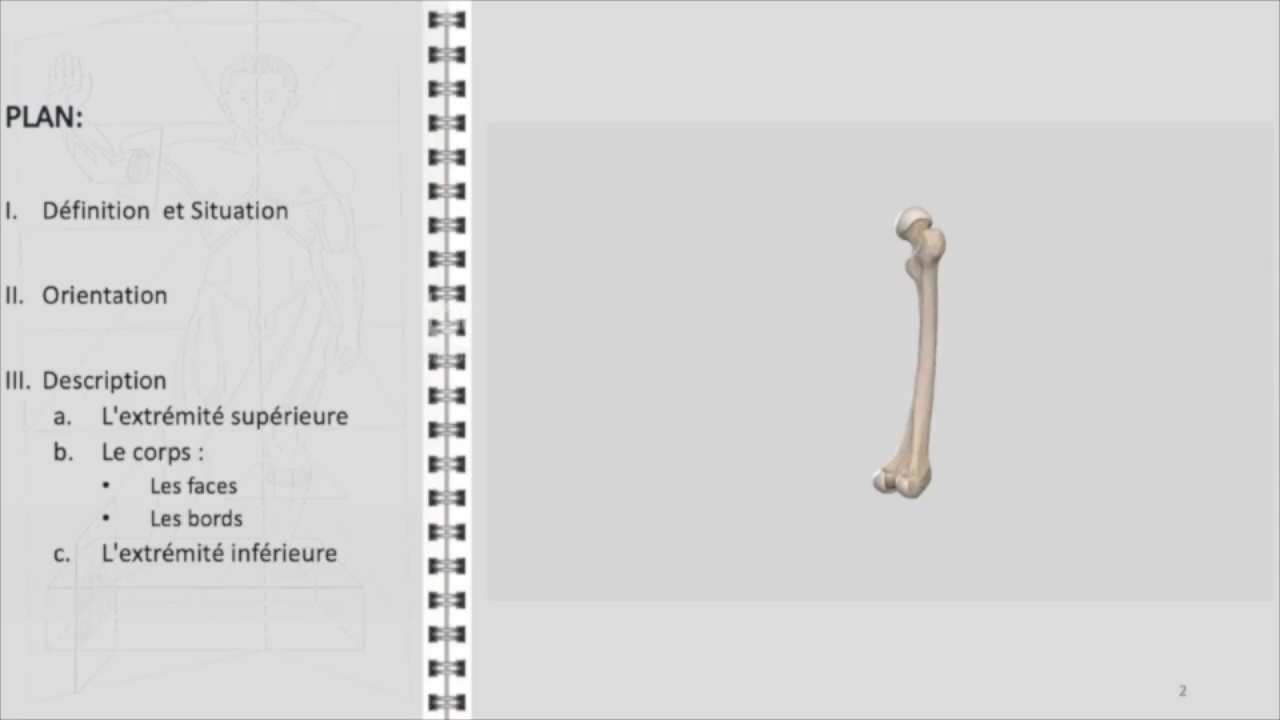 PLAN:
I. Définition et Situation
II. Orientation
III. Description
a. L'extrémité supérieure
b. Le corps :
• Les faces
• Les bords
c. L'extrémité inférieure
2